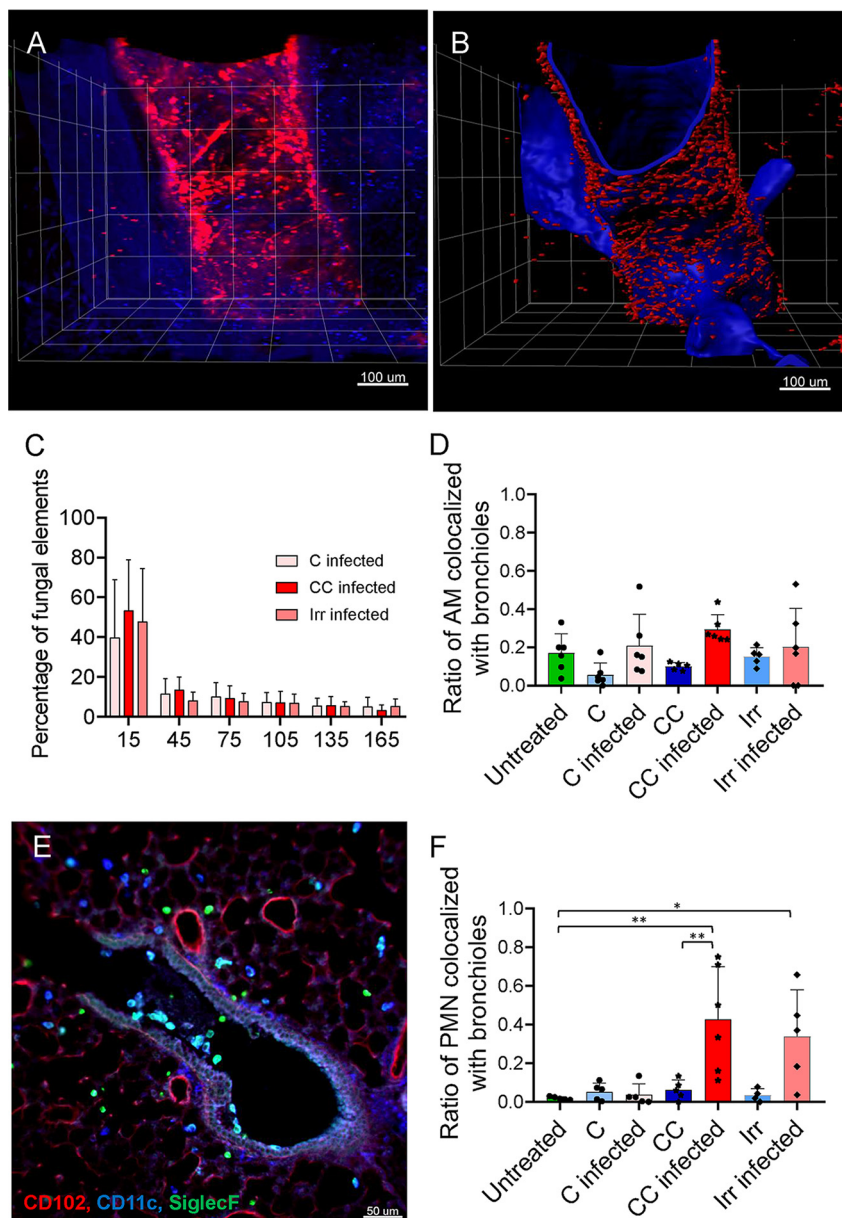 A
B
100 um
100 um
C
Percentage of fungal elements
100
80
60
40
20
0
C infected
CC infected
Irr infected
15 45 75 105 135 165
D
Ratio of AM colocalized
with bronchioles
1.0
0.8
0.6
0.4
0.2
0.0
Untreated
C
C infected
CC
CC infected
Irr
Irr infected
E
CD102, CD11c, SiglecF
50 um
F
Ratio of PMN colocalized
with bronchioles
1.0
0.8
0.6
0.4
0.2
0.0
*
**
**
Untreated
C
C infected
CC
CC infected
Irr
Irr infected